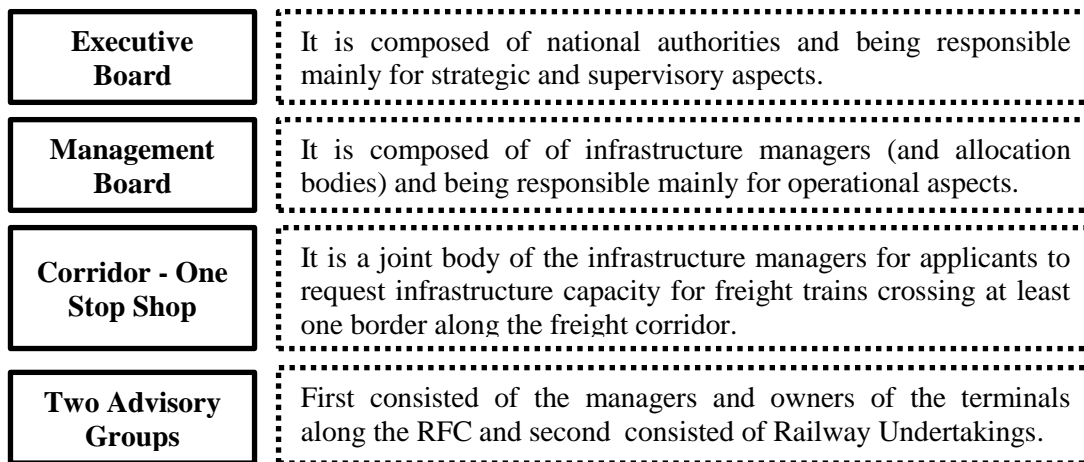 Executive
Board
It is composed of national authorities and being responsible
mainly for strategic and supervisory aspects.
Management
Board
It is composed of of infrastructure managers (and allocation
bodies) and being responsible mainly for operational aspects.
Corridor - One
Stop Shop
It is a joint body of the infrastructure managers for applicants to
request infrastructure capacity for freight trains crossing at least
one border along the freight corridor.
Two Advisory
Groups
First consisted of the managers and owners of the terminals
along the RFC and second consisted of Railway Undertakings.